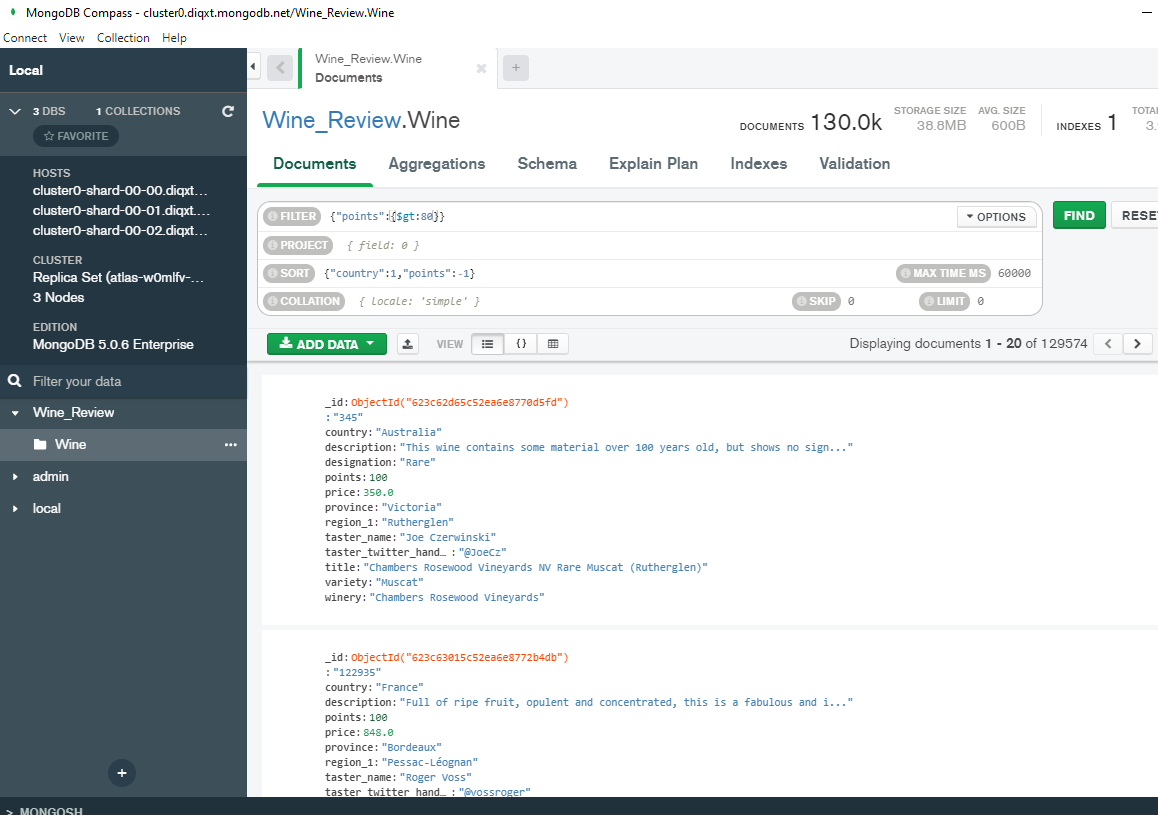 MongoDB Compass - cluster0.diqxt.mongodb.net/Wine_Review.Wine
Connect View Collection Help
Local
3 DBS 1 COLLECTIONS
FAVORITE
HOSTS
cluster0-shard-00-00.diqxt...
cluster0-shard-00-01.diqxt....
cluster0-shard-00-02.diqxt...
CLUSTER
Replica Set (atlas-w0mlfv-...
3 Nodes
EDITION
MongoDB 5.0.6 Enterprise
Filter your data
Wine_Review
Wine
admin
local
Wine_Review.Wine
Documents
Wine_Review.Wine
DOCUMENTS 130.0k
STORAGE SIZE
38.8MB
AVG. SIZE
600B
INDEXES 1
TOTA
3.
Documents Aggregations Schema Explain Plan Indexes Validation
FILTER {"points":{$gt:80}}
OPTIONS
FIND
RESE
PROJECT { field: 0 }
SORT {"country":1,"points":-1}
MAX TIME MS 60000
COLLATION { locale: 'simple' }
SKIP 0
LIMIT 0
ADD DATA
VIEW
{}
Displaying documents 1 - 20 of 129574
_id:ObjectId("623c62d65c52ea6e8770d5fd")
:"345"
country:"Australia"
description:"This wine contains some material over 100 years old, but shows no sign..."
designation:"Rare"
points:100
price:350.0
province:"Victoria"
region_1:"Rutherglen"
taster_name:"Joe Czerwinski"
taster_twitter_hand… :"@JoeCz"
title:"Chambers Rosewood Vineyards NV Rare Muscat (Rutherglen)"
variety:"Muscat"
winery:"Chambers Rosewood Vineyards"
_id:ObjectId("623c63015c52ea6e8772b4db")
:"122935"
country:"France"
description:"Full of ripe fruit, opulent and concentrated, this is a fabulous and i..."
points:100
price:848.0
province:"Bordeaux"
region_1:"Pessac-Léognan"
taster_name:"Roger Voss"
taster_twitter_hand… :"@vossroger"
>_MONGOSH